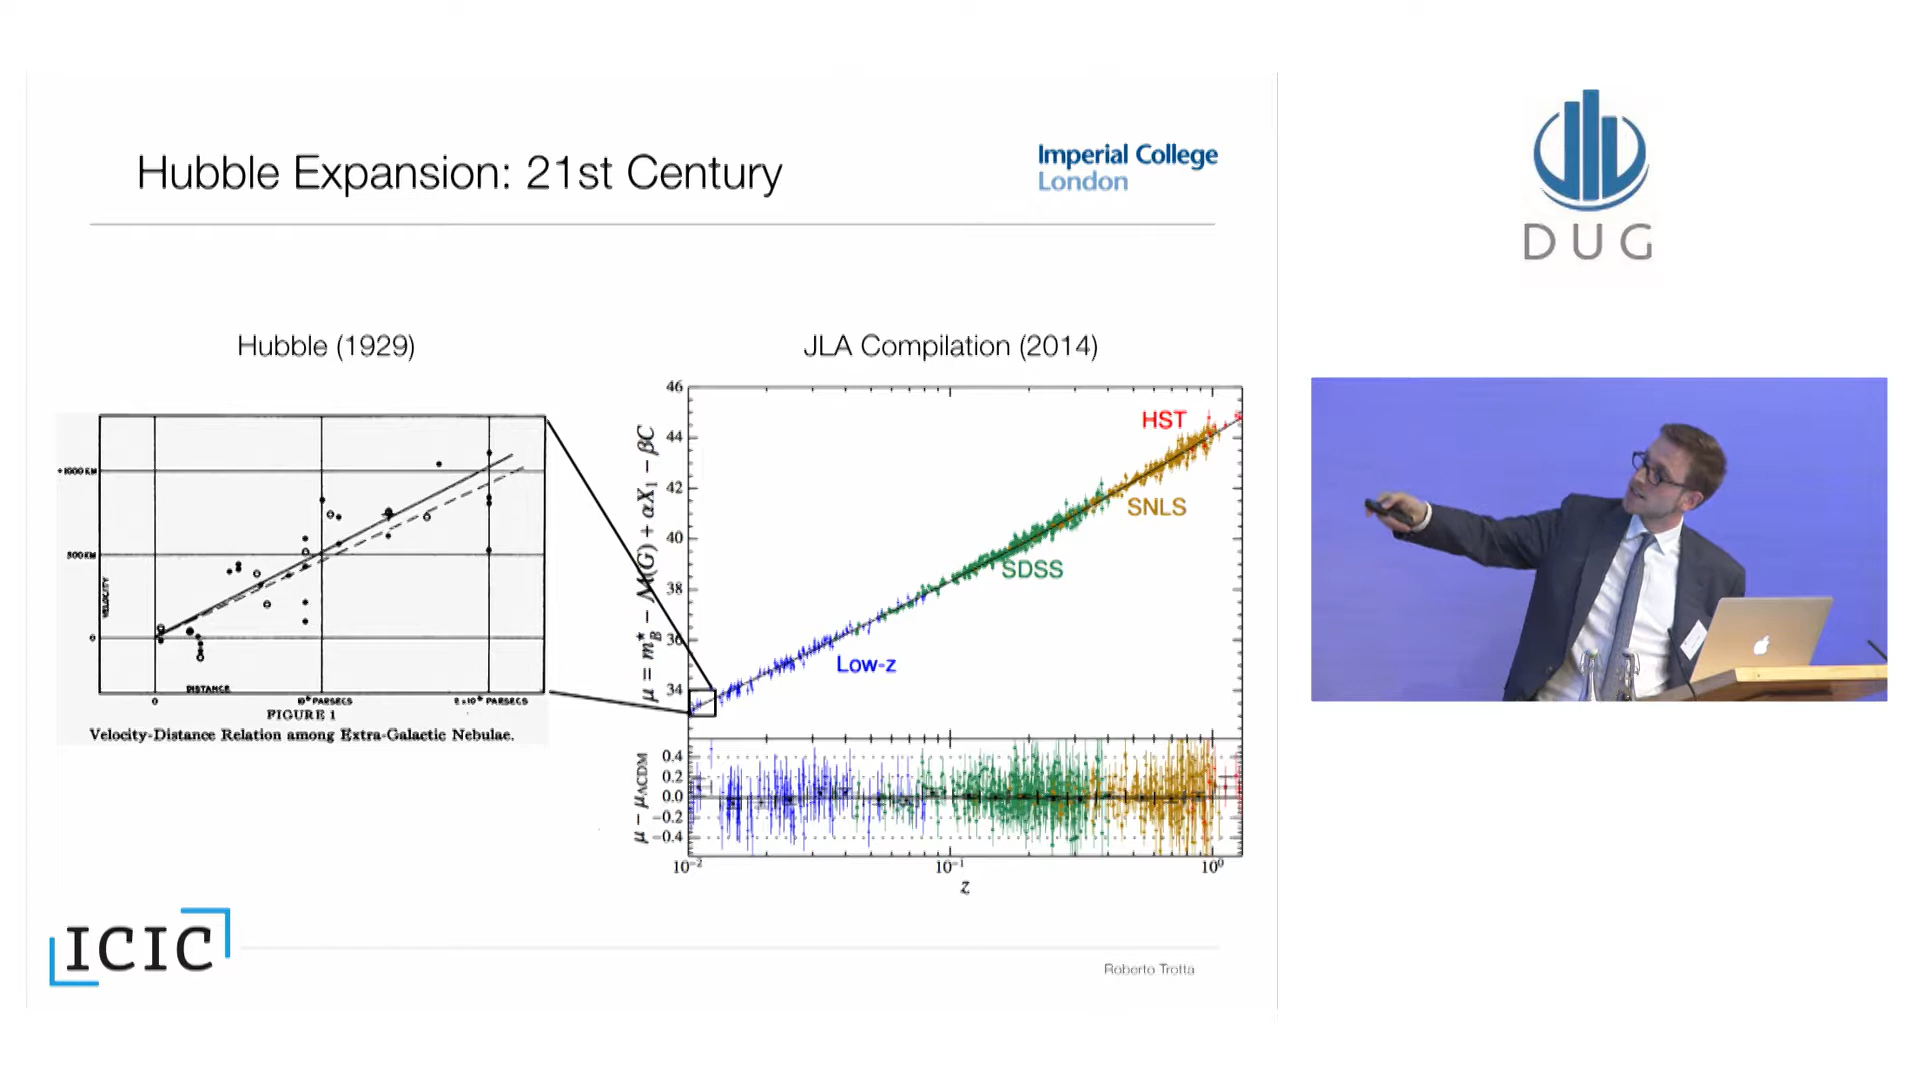 Hubble Expansion: 21st Century
Imperial College
London
DUG
Hubble (1929)
JLA Compilation (2014)
+1000 KM
500 KM
0
VELOCITY
DISTANCE
0
10⁶ PARSECS
2×10⁶ PARSECS
FIGURE 1
Velocity-Distance Relation among Extra-Galactic Nebulae.
46
44
42
40
38
36
34
μ = m*B − M(G) + αX1 − βC
HST
SNLS
SDSS
Low-z
0.4
0.2
0.0
−0.2
−0.4
μ − μΛCDM
10⁻²
10⁻¹
10⁰
z
ICIC
Roberto Trotta